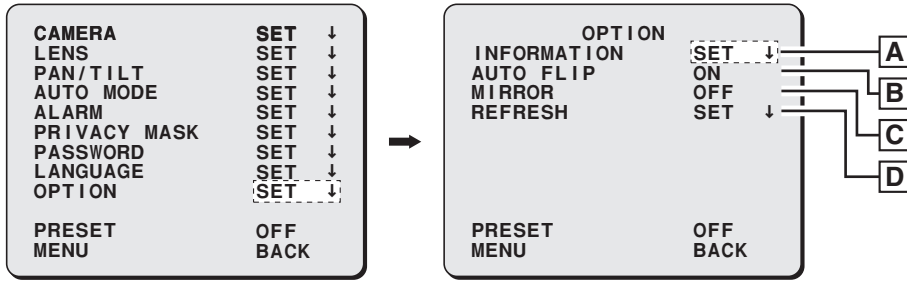 CAMERA SET ↓
LENS SET ↓
PAN/TILT SET ↓
AUTO MODE SET ↓
ALARM SET ↓
PRIVACY MASK SET ↓
PASSWORD SET ↓
LANGUAGE SET ↓
OPTION SET ↓
PRESET OFF
MENU BACK
OPTION
INFORMATION SET ↓
AUTO FLIP ON
MIRROR OFF
REFRESH SET ↓
PRESET OFF
MENU BACK
A
B
C
D